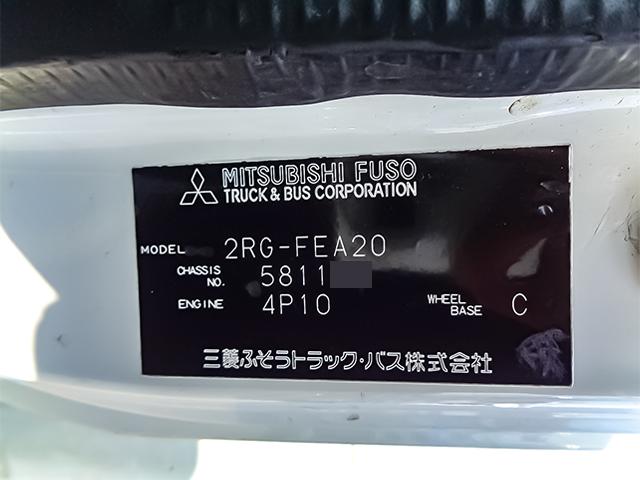 MITSUBISHI FUSO
TRUCK & BUS CORPORATION
MODEL 2RG-FEA20
CHASSIS NO. 5811
ENGINE 4P10 WHEEL BASE C
三菱ふそうトラック・バス株式会社